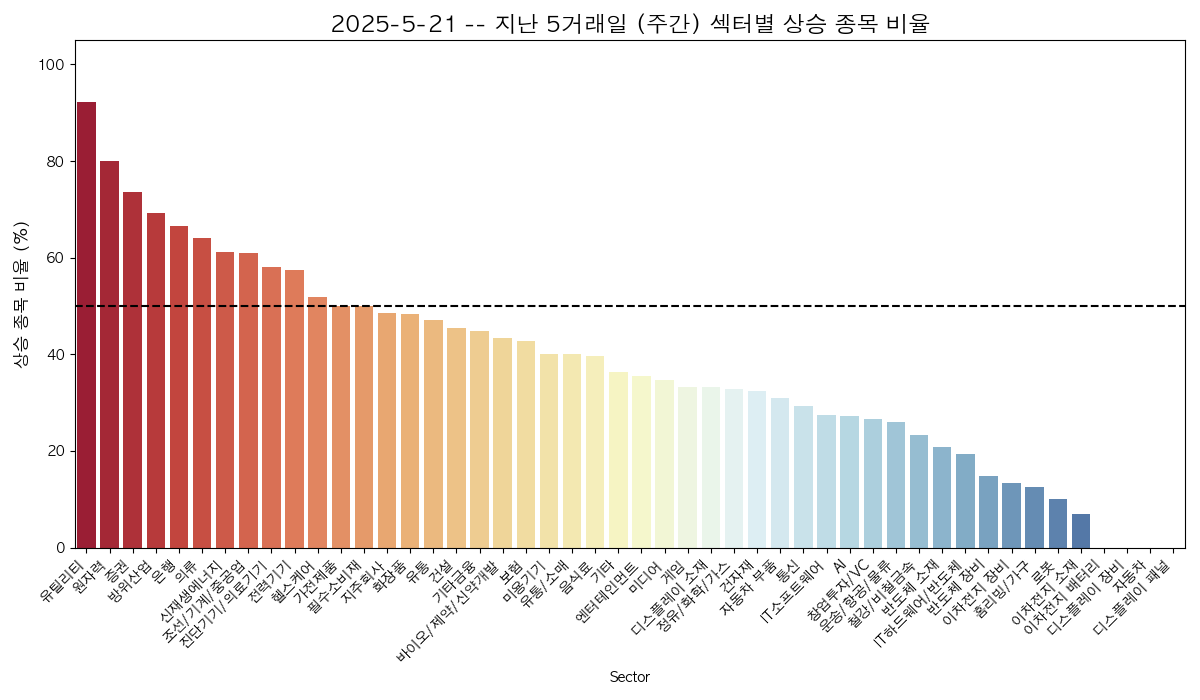 2025-5-21 -- 지난 5거래일 (주간) 섹터별 상승 종목 비율
상승 종목 비율 (%)
100
80
60
40
20
0
유틸리티
원자력
증권
방위산업
은행
의류
신재생에너지
조선/기계/중공업
진단기기/의료기기
전력기기
헬스케어
가전제품
필수소비재
지주회사
화장품
유통
건설
기타금융
바이오/제약/신약개발
보험
미용기기
유통/소매
음식료
기타
엔터테인먼트
미디어
게임
디스플레이 소재
정유/화학/가스
건자재
자동차 부품
통신
IT소프트웨어
AI
창업투자/VC
운송/항공/물류
철강/비철금속
반도체 소재
IT하드웨어/반도체
반도체 장비
이차전지 장비
홈리빙/가구
로봇
이차전지 소재
이차전지 배터리
디스플레이 장비
자동차
디스플레이 패널
Sector